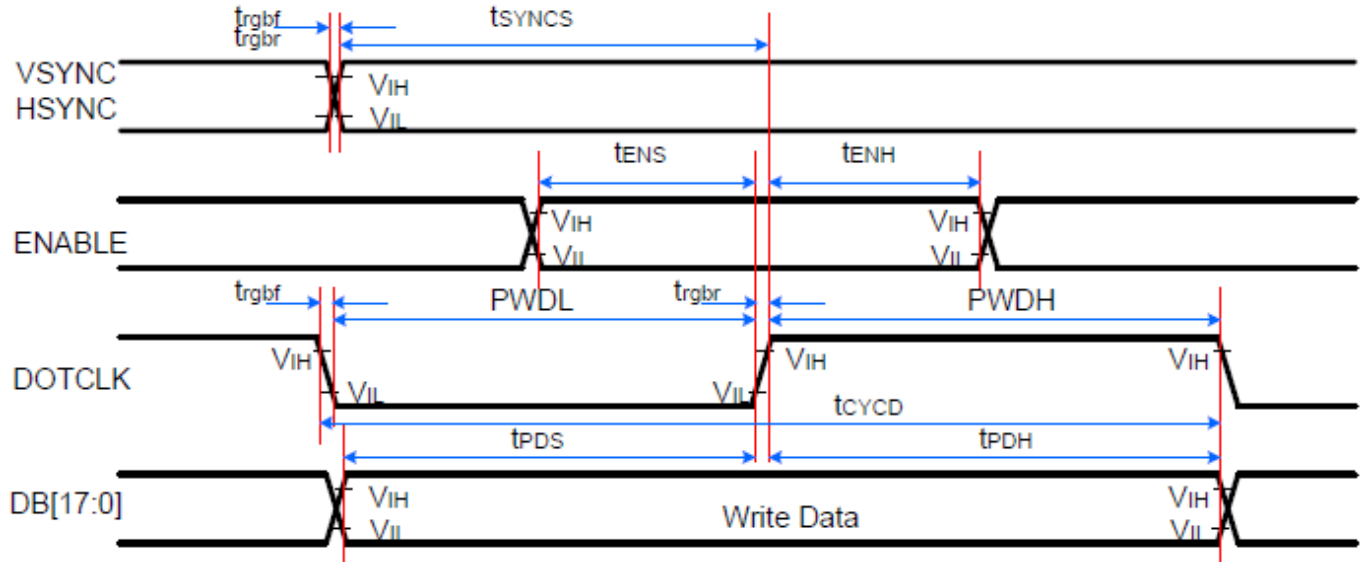 trgbf
trgbr
tSYNCS
VSYNC
HSYNC
VIH
VIL
tENS
tENH
ENABLE
VIH
VIL
VIH
VIL
trgbf
PWDL
trgbr
PWDH
DOTCLK
VIH
VIL
VIL
VIH
VIH
tCYCD
tPDS
tPDH
DB[17:0]
VIH
VIL
Write Data
VIH
VIL